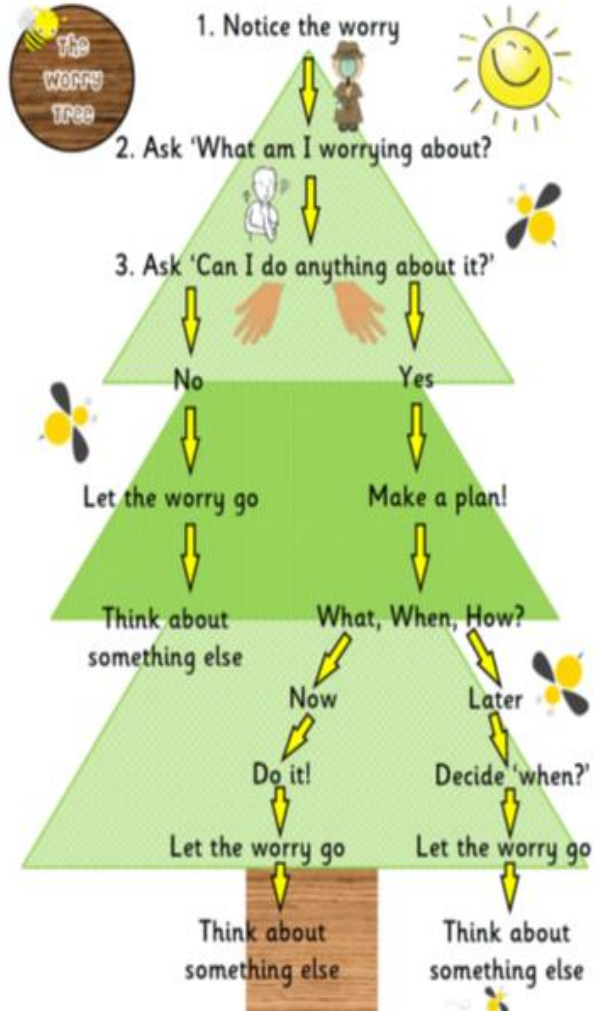 The
Worry
Tree
1. Notice the worry
2. Ask 'What am I worrying about?
3. Ask 'Can I do anything about it?'
No
Yes
Let the worry go
Make a plan!
Think about
something else
What, When, How?
Now
Later
Do it!
Decide 'when?'
Let the worry go
Let the worry go
Think about
something else
Think about
something else